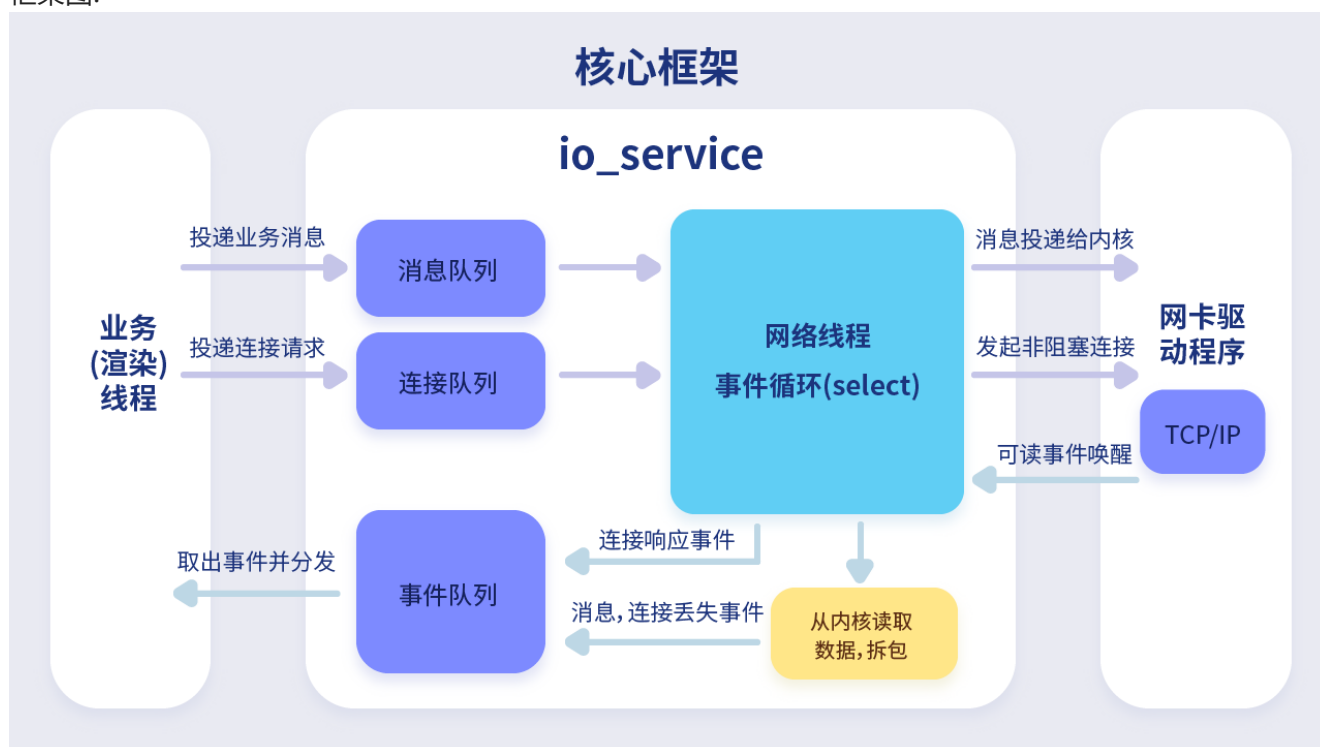 框架图:
核心框架
io_service
投递业务消息
消息队列
消息投递给内核
业务
(渲染)
线程
投递连接请求
连接队列
网络线程
事件循环(select)
发起非阻塞连接
网卡驱
动程序
TCP/IP
可读事件唤醒
连接响应事件
取出事件并分发
事件队列
消息,连接丢失事件
从内核读取
数据,拆包